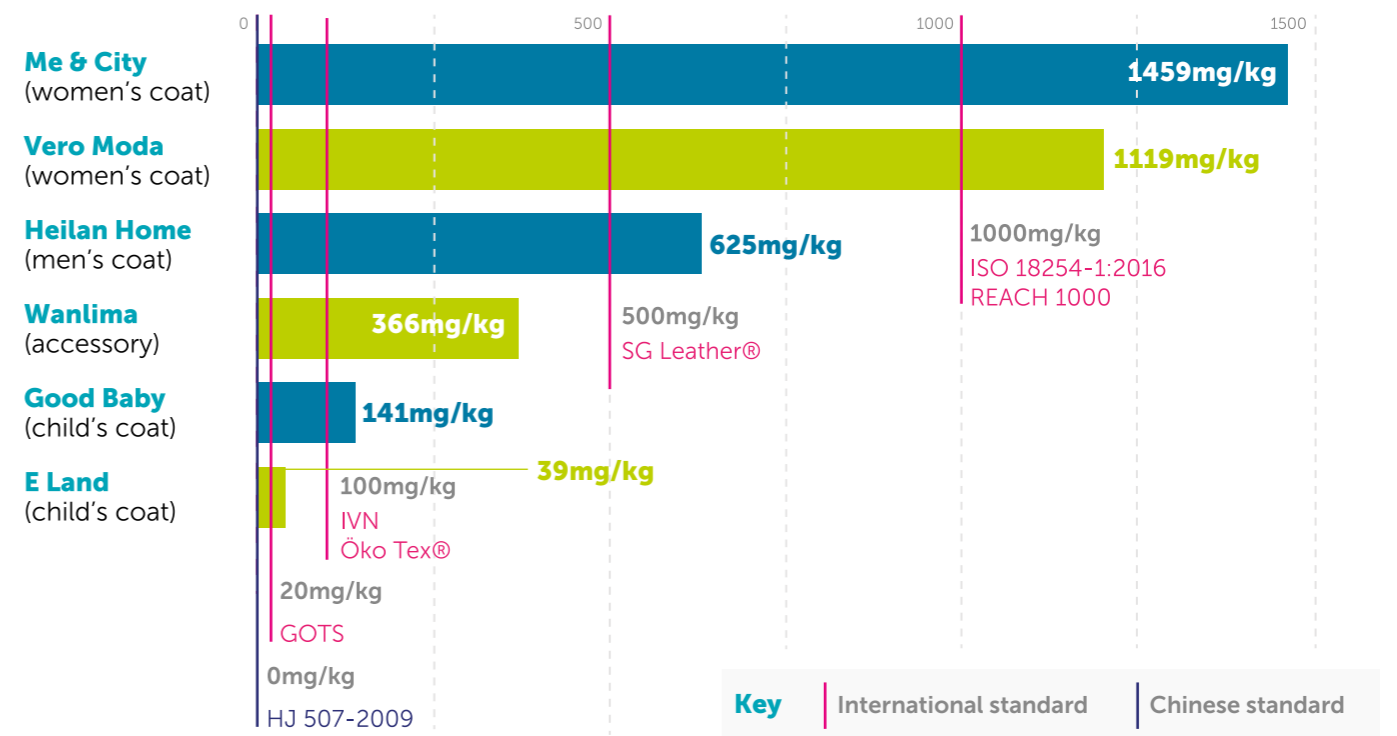 0 500 1000 1500
Me & City
(women’s coat)
1459mg/kg
Vero Moda
(women’s coat)
1119mg/kg
Heilan Home
(men’s coat)
625mg/kg
1000mg/kg
ISO 18254-1:2016
REACH 1000
Wanlima
(accessory)
366mg/kg
500mg/kg
SG Leather®
Good Baby
(child’s coat)
141mg/kg
E Land
(child’s coat)
39mg/kg
100mg/kg
IVN
Öko Tex®
20mg/kg
GOTS
0mg/kg
HJ 507-2009
Key
International standard
Chinese standard